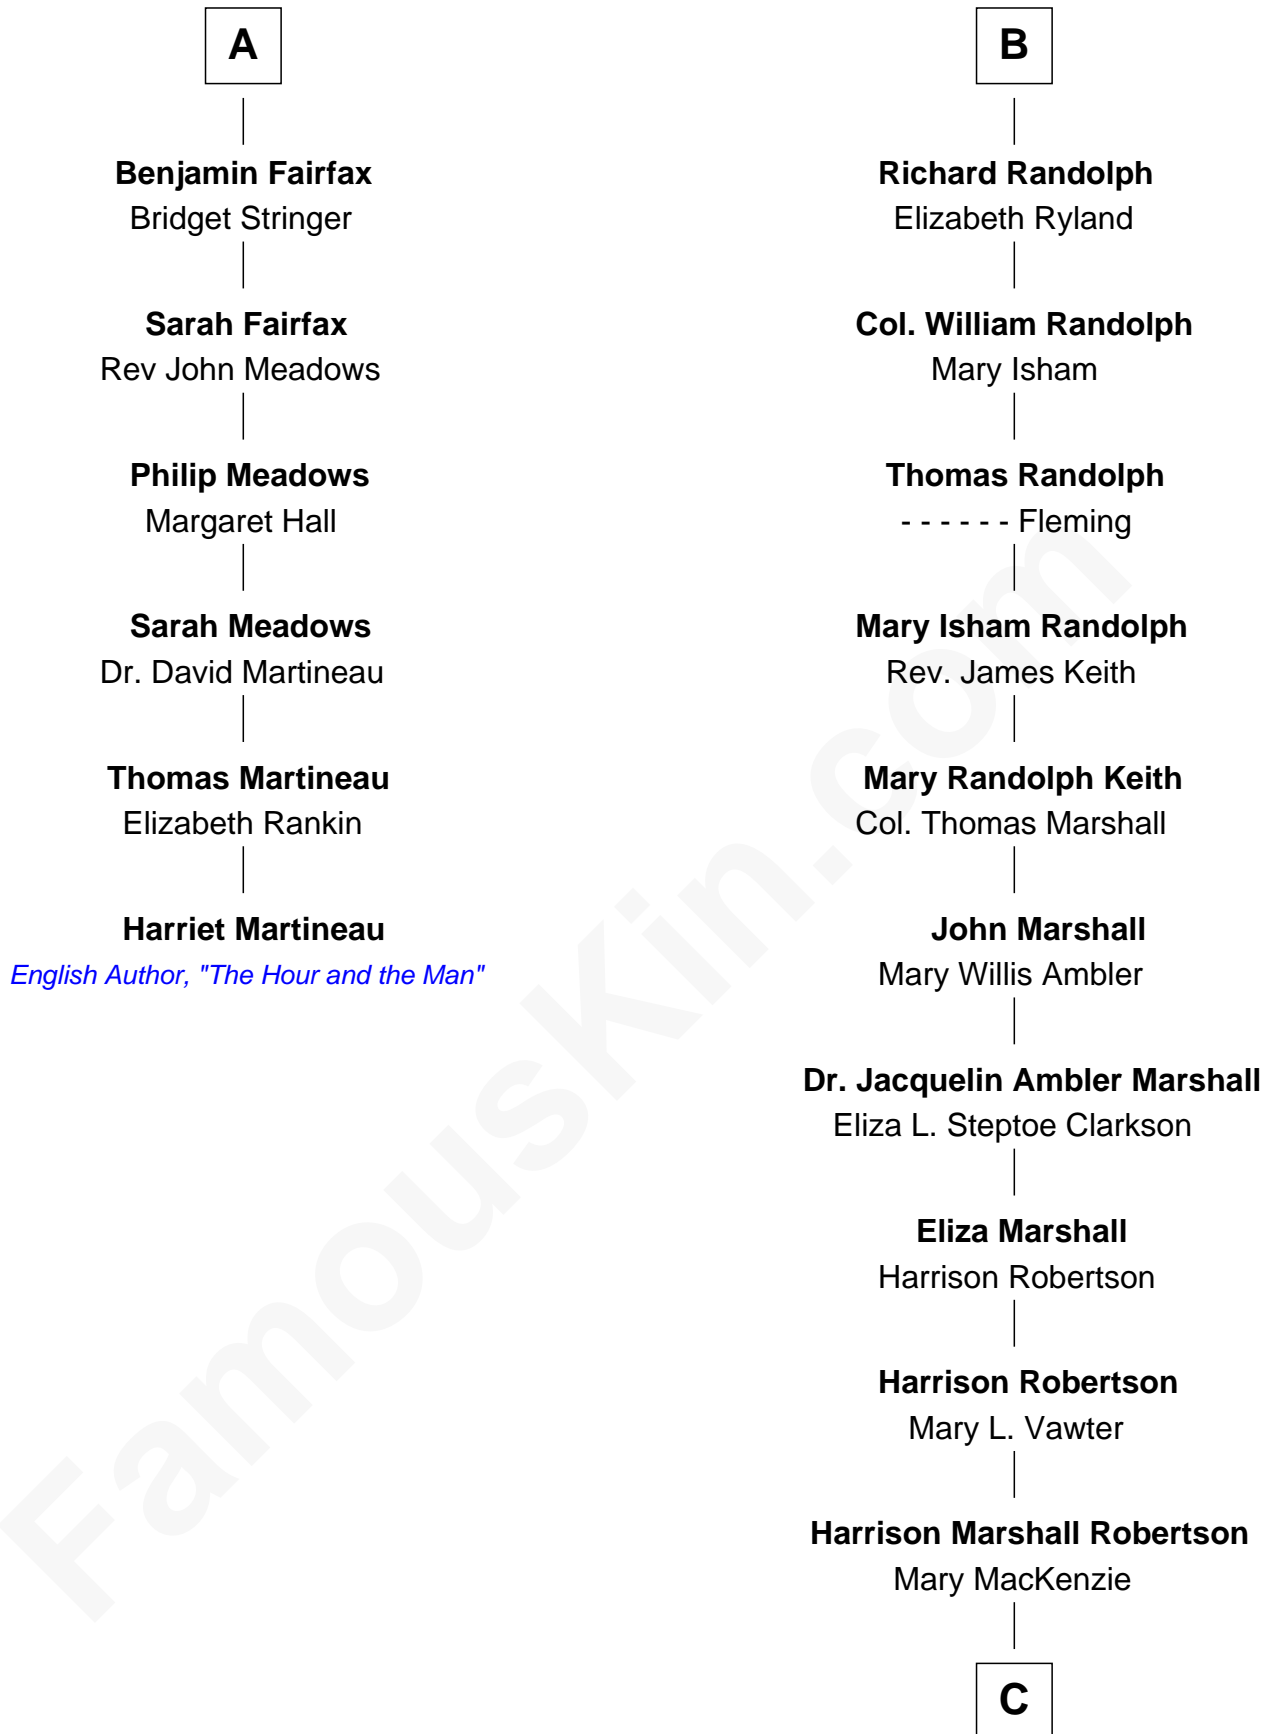 A
Benjamin Fairfax
Bridget Stringer
Sarah Fairfax
Rev John Meadows
Philip Meadows
Margaret Hall
Sarah Meadows
Dr. David Martineau
Thomas Martineau
Elizabeth Rankin
Harriet Martineau
English Author, "The Hour and the Man"
B
Richard Randolph
Elizabeth Ryland
Col. William Randolph
Mary Isham
Thomas Randolph
- - - - - - Fleming
Mary Isham Randolph
Rev. James Keith
Mary Randolph Keith
Col. Thomas Marshall
John Marshall
Mary Willis Ambler
Dr. Jacquelin Ambler Marshall
Eliza L. Steptoe Clarkson
Eliza Marshall
Harrison Robertson
Harrison Robertson
Mary L. Vawter
Harrison Marshall Robertson
Mary MacKenzie
C
FamousKin.com